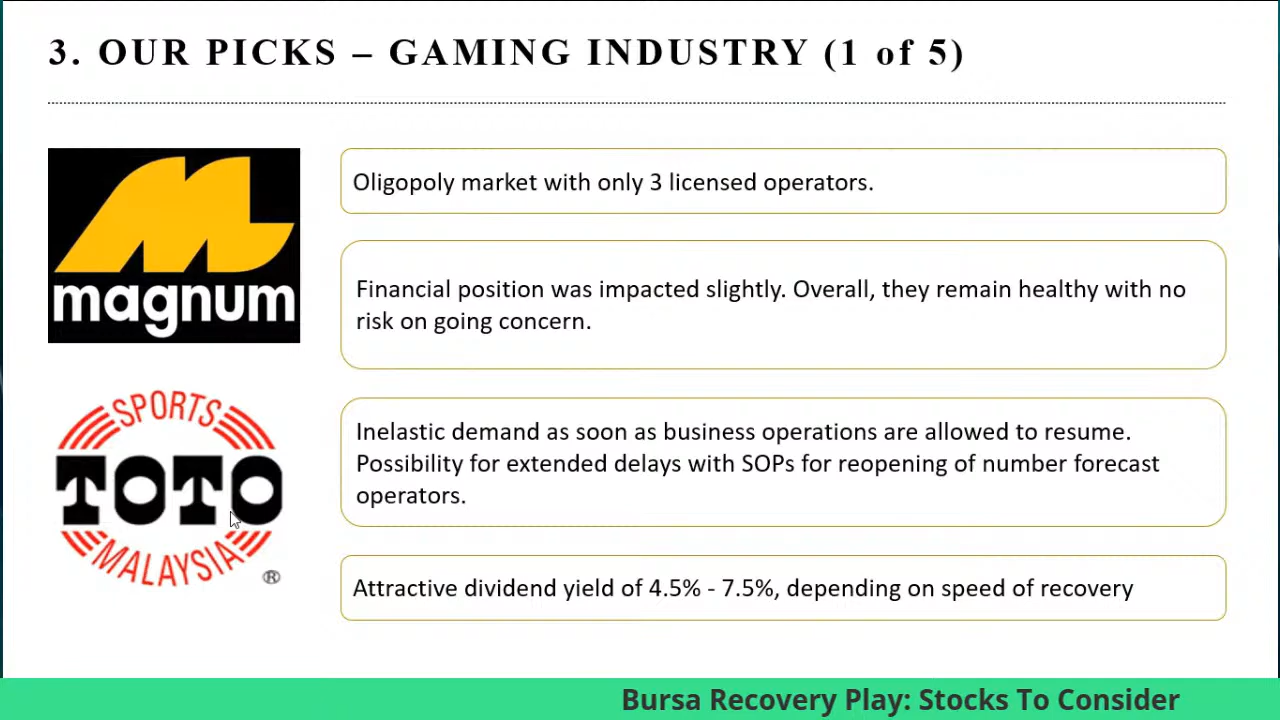 3. OUR PICKS – GAMING INDUSTRY (1 of 5)
magnum
Oligopoly market with only 3 licensed operators.
Financial position was impacted slightly. Overall, they remain healthy with no
risk on going concern.
SPORTS
TOTO
MALAYSIA
®
Inelastic demand as soon as business operations are allowed to resume.
Possibility for extended delays with SOPs for reopening of number forecast
operators.
Attractive dividend yield of 4.5% - 7.5%, depending on speed of recovery
Bursa Recovery Play: Stocks To Consider